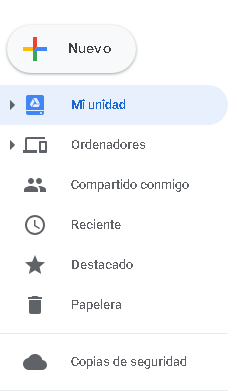 Nuevo
Mi unidad
Ordenadores
Compartido conmigo
Reciente
Destacado
Papelera
Copias de seguridad